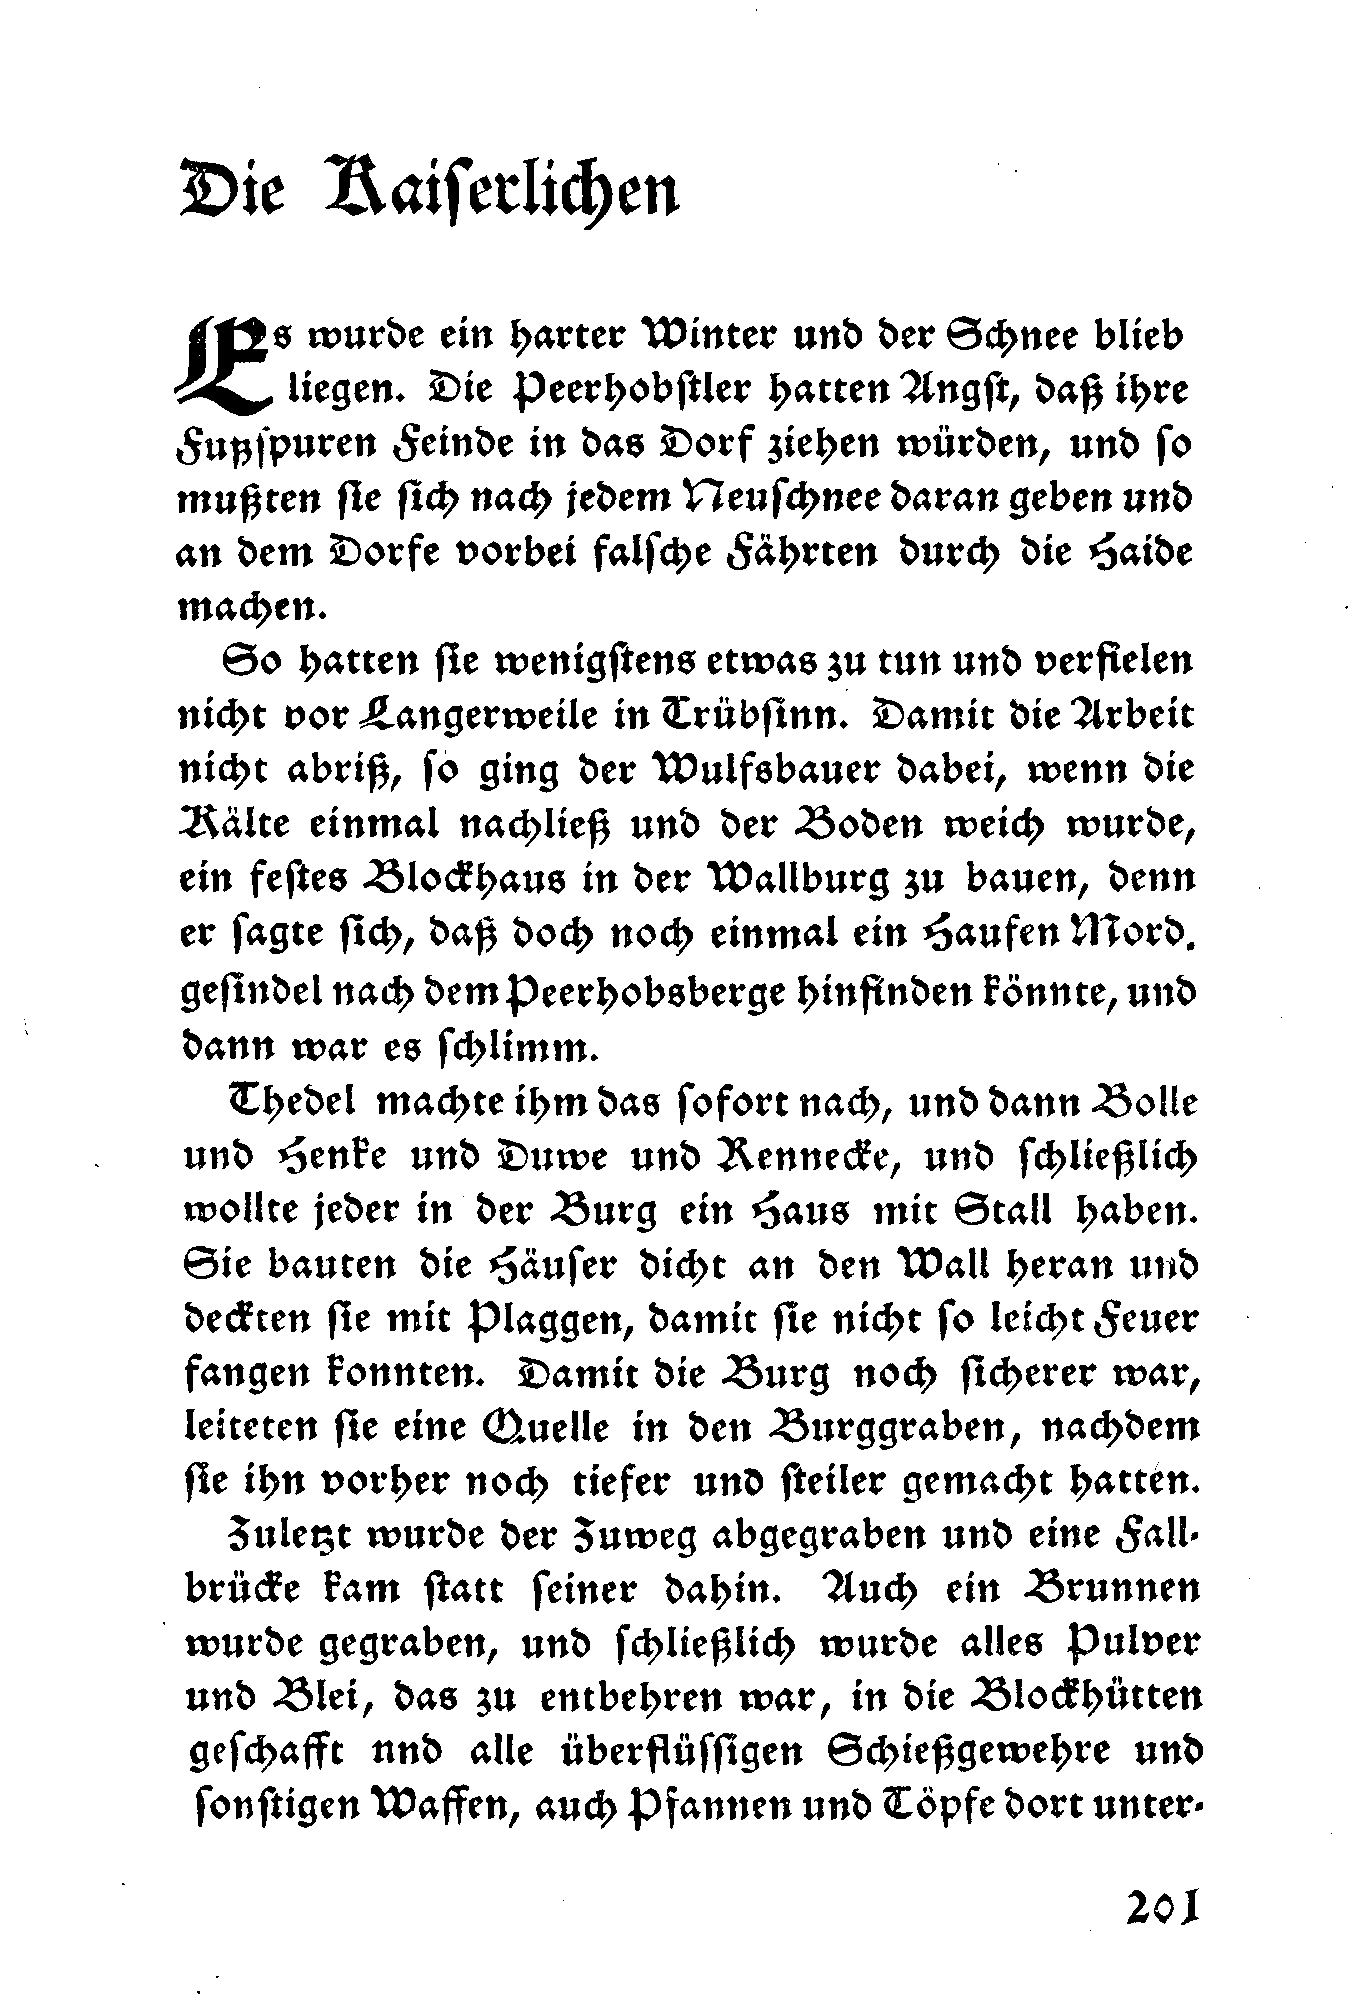 Die Kaiserlichen
Es wurde ein harter Winter und der Schnee blieb
liegen. Die Peerhobstler hatten Angst, daß ihre
Fußspuren Feinde in das Dorf ziehen würden, und so
mußten sie sich nach jedem Neuschnee daran geben und
an dem Dorfe vorbei falsche Fährten durch die Haide
machen.
So hatten sie wenigstens etwas zu tun und verfielen
nicht vor Langerweile in Trübsinn. Damit die Arbeit
nicht abriß, so ging der Wulfsbauer dabei, wenn die
Kälte einmal nachließ und der Boden weich wurde,
ein festes Blockhaus in der Wallburg zu bauen, denn
er sagte sich, daß doch noch einmal ein Haufen Mord.
gesindel nach dem Peerhobsberge hinfinden könnte, und
dann war es schlimm.
Thedel machte ihm das sofort nach, und dann Bolle
und Henke und Duwe und Rennecke, und schließlich
wollte jeder in der Burg ein Haus mit Stall haben.
Sie bauten die Häuser dicht an den Wall heran und
deckten sie mit Plaggen, damit sie nicht so leicht Feuer
fangen konnten. Damit die Burg noch sicherer war,
leiteten sie eine Quelle in den Burggraben, nachdem
sie ihn vorher noch tiefer und steiler gemacht hatten.
Zuletzt wurde der Zuweg abgegraben und eine Fall-
brücke kam statt seiner dahin. Auch ein Brunnen
wurde gegraben, und schließlich wurde alles Pulver
und Blei, das zu entbehren war, in die Blockhütten
geschafft nnd alle überflüssigen Schießgewehre und
sonstigen Waffen, auch Pfannen und Töpfe dort unter-
201